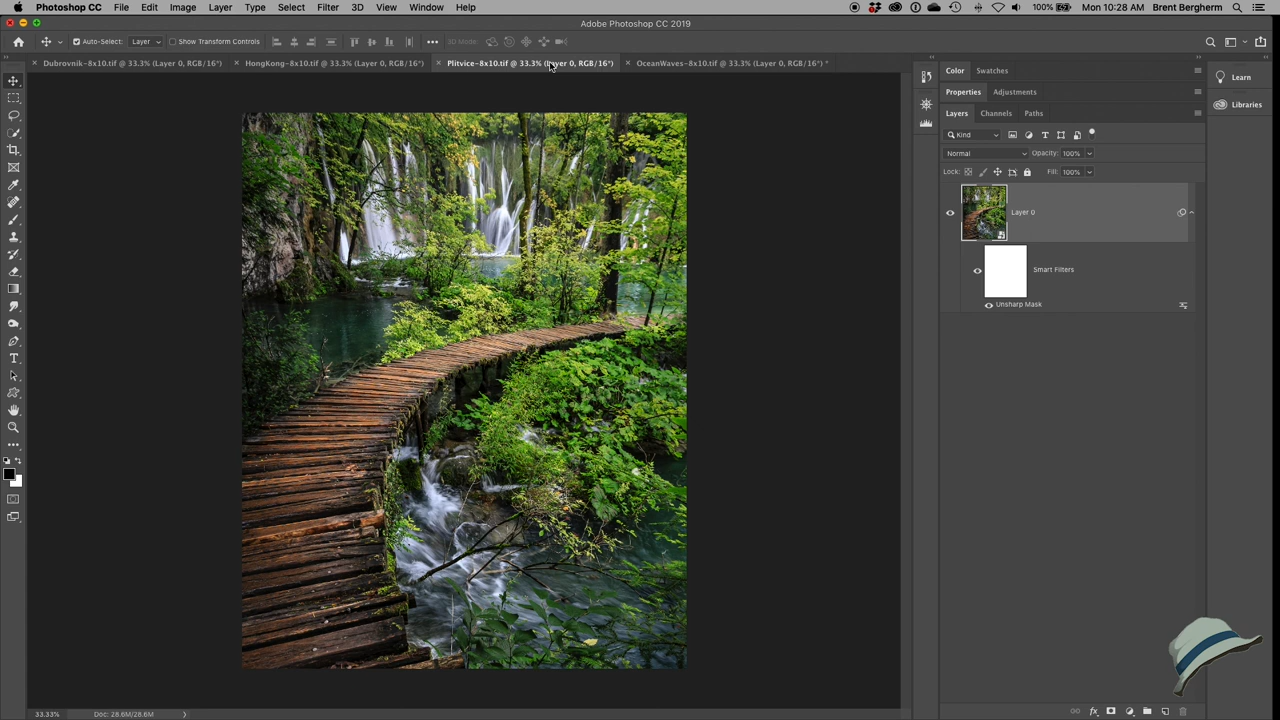 Photoshop CC File Edit Image Layer Type Select Filter 3D View Window Help 100% Mon 10:28 AM Brent Bergherm
Adobe Photoshop CC 2019
Auto-Select: Layer Show Transform Controls 3D Mode:
Dubrovnik-8x10.tif @ 33.3% (Layer 0, RGB/16*) HongKong-8x10.tif @ 33.3% (Layer 0, RGB/16*) Plitvice-8x10.tif @ 33.3% (Layer 0, RGB/16*) OceanWaves-8x10.tif @ 33.3% (Layer 0, RGB/16*) *
Color Swatches
Learn
Properties Adjustments
Libraries
Layers Channels Paths
Kind
Normal Opacity: 100%
Lock: Fill: 100%
Layer 0
Smart Filters
Unsharp Mask
33.33% Doc: 28.6M/28.6M